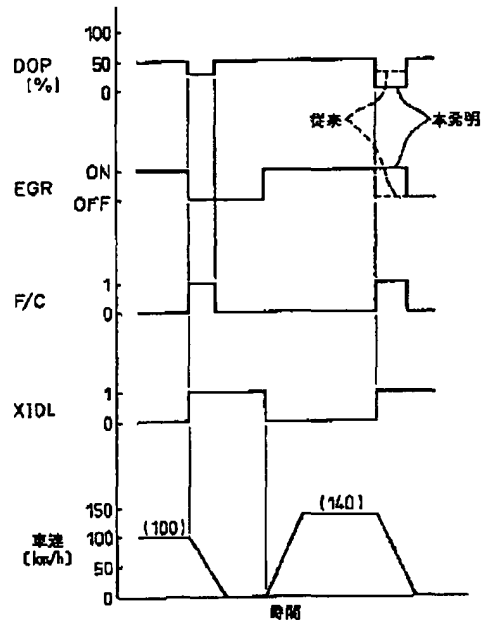 100
DOP 50
[%] 0
従来 本発明
ON
EGR
OFF
1
F/C
0
1
XIDL
0
150 (140)
(100)
車速 100
[km/h] 50
0
時間